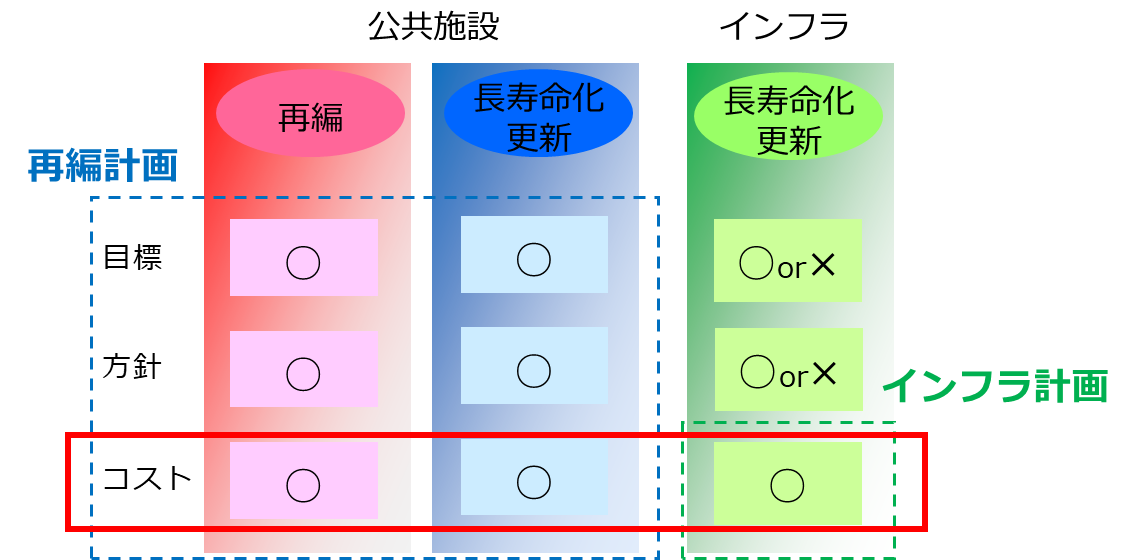 公共施設
インフラ
再編
長寿命化
更新
長寿命化
更新
再編計画
目標
〇
〇
〇or×
方針
〇
〇
〇or×
インフラ計画
コスト
〇
〇
〇